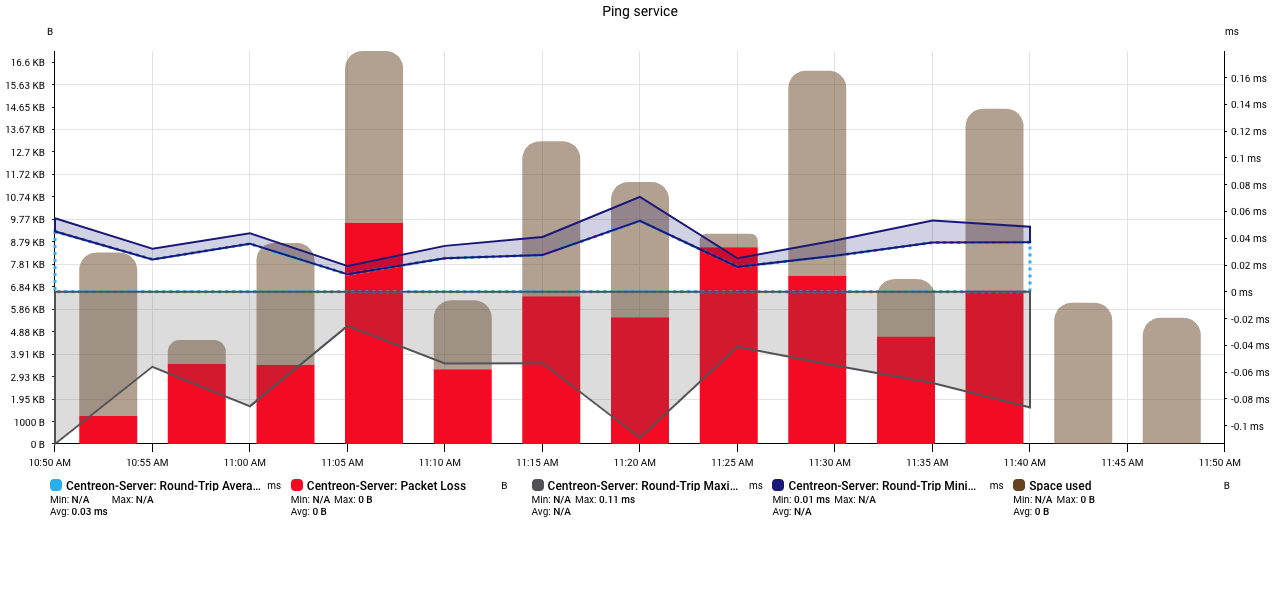 Ping service
B
ms
16.6 KB
15.63 KB
14.65 KB
13.67 KB
12.7 KB
11.72 KB
10.74 KB
9.77 KB
8.79 KB
7.81 KB
6.84 KB
5.86 KB
4.88 KB
3.91 KB
2.93 KB
1.95 KB
1000 B
0 B
0.16 ms
0.14 ms
0.12 ms
0.1 ms
0.08 ms
0.06 ms
0.04 ms
0.02 ms
0 ms
-0.02 ms
-0.04 ms
-0.06 ms
-0.08 ms
-0.1 ms
10:50 AM 10:55 AM 11:00 AM 11:05 AM 11:10 AM 11:15 AM 11:20 AM 11:25 AM 11:30 AM 11:35 AM 11:40 AM 11:45 AM 11:50 AM
Centreon-Server: Round-Trip Avera... ms
Min: N/A Max: N/A
Avg: 0.03 ms
Centreon-Server: Packet Loss B
Min: N/A Max: 0 B
Avg: 0 B
Centreon-Server: Round-Trip Maxi... ms
Min: N/A Max: 0.11 ms
Avg: N/A
Centreon-Server: Round-Trip Mini... ms
Min: 0.01 ms Max: N/A
Avg: N/A
Space used B
Min: N/A Max: 0 B
Avg: 0 B